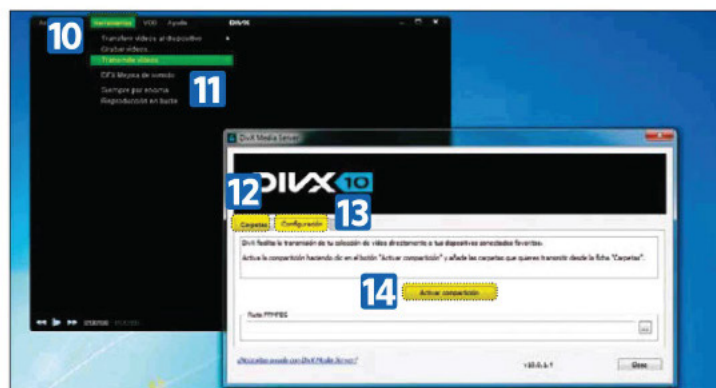 10
Herramientas VOD Ayuda DIVX
Transferir vídeos al dispositivo
Grabar vídeos...
Transmitir vídeos
11
DFX Mejora de sonido
Siempre por encima
Reproducción en bucle
DivX Media Server
DIVX 10
12
13
Carpetas Configuración
DivX facilita la transmisión de tu colección de vídeo directamente a tus dispositivos conectados favoritos.
Activa la compartición haciendo clic en el botón "Activar compartición" y añade las carpetas que quieres transmitir desde la ficha "Carpetas".
14
Activar compartición
Ruta FFMPEG
...
¿Necesitas ayuda con DivX Media Server?
Close